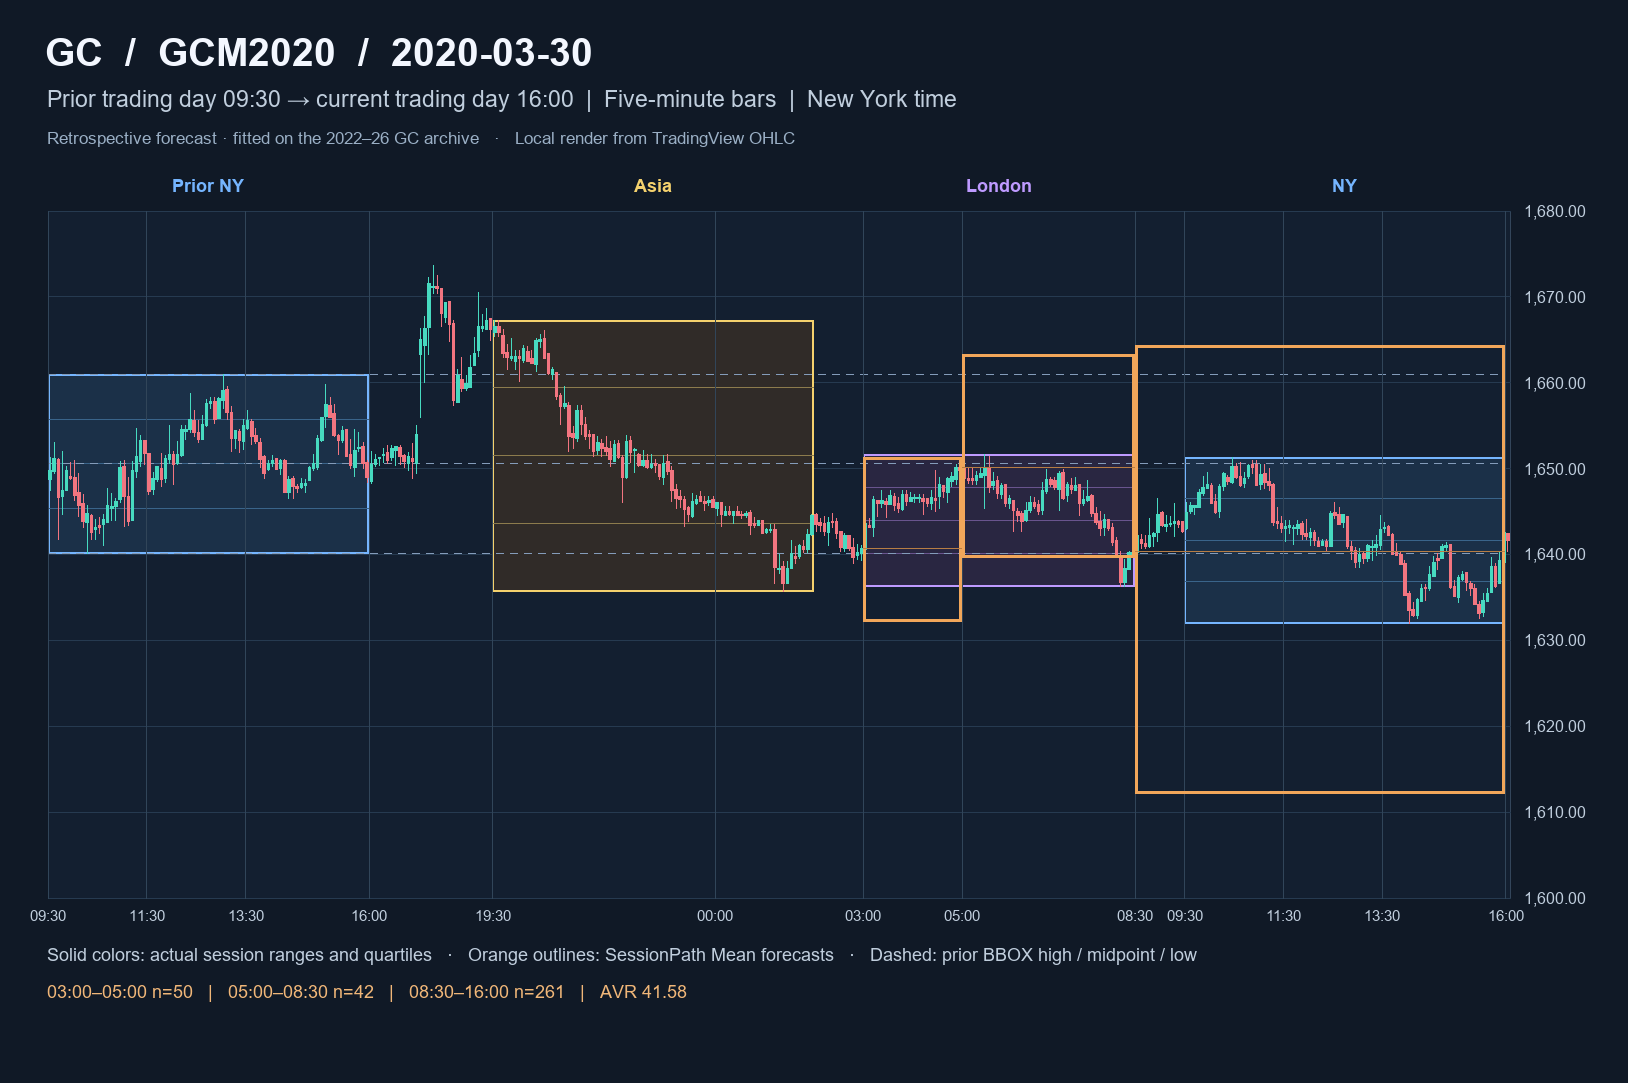 GC / GCM2020 / 2020-03-30
Prior trading day 09:30 → current trading day 16:00 | Five-minute bars | New York time
Retrospective forecast · fitted on the 2022–26 GC archive · Local render from TradingView OHLC
Prior NY Asia London NY
1,680.00
1,670.00
1,660.00
1,650.00
1,640.00
1,630.00
1,620.00
1,610.00
1,600.00
09:30 11:30 13:30 16:00 19:30 00:00 03:00 05:00 08:30 09:30 11:30 13:30 16:00
Solid colors: actual session ranges and quartiles · Orange outlines: SessionPath Mean forecasts · Dashed: prior BBOX high / midpoint / low
03:00–05:00 n=50 | 05:00–08:30 n=42 | 08:30–16:00 n=261 | AVR 41.58